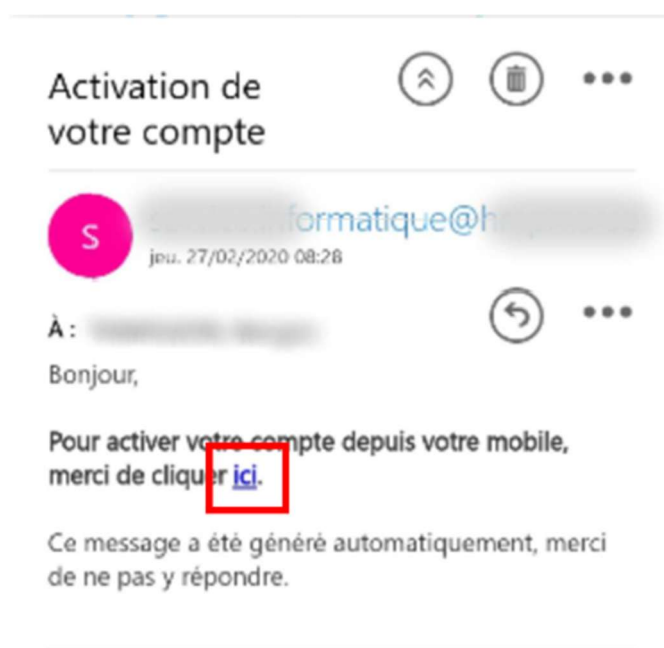 Activation de
votre compte
S
formatique@h
jeu. 27/02/2020 08:28
À :
Bonjour,
Pour activer votre compte depuis votre mobile,
merci de cliquer ici.
Ce message a été généré automatiquement, merci
de ne pas y répondre.